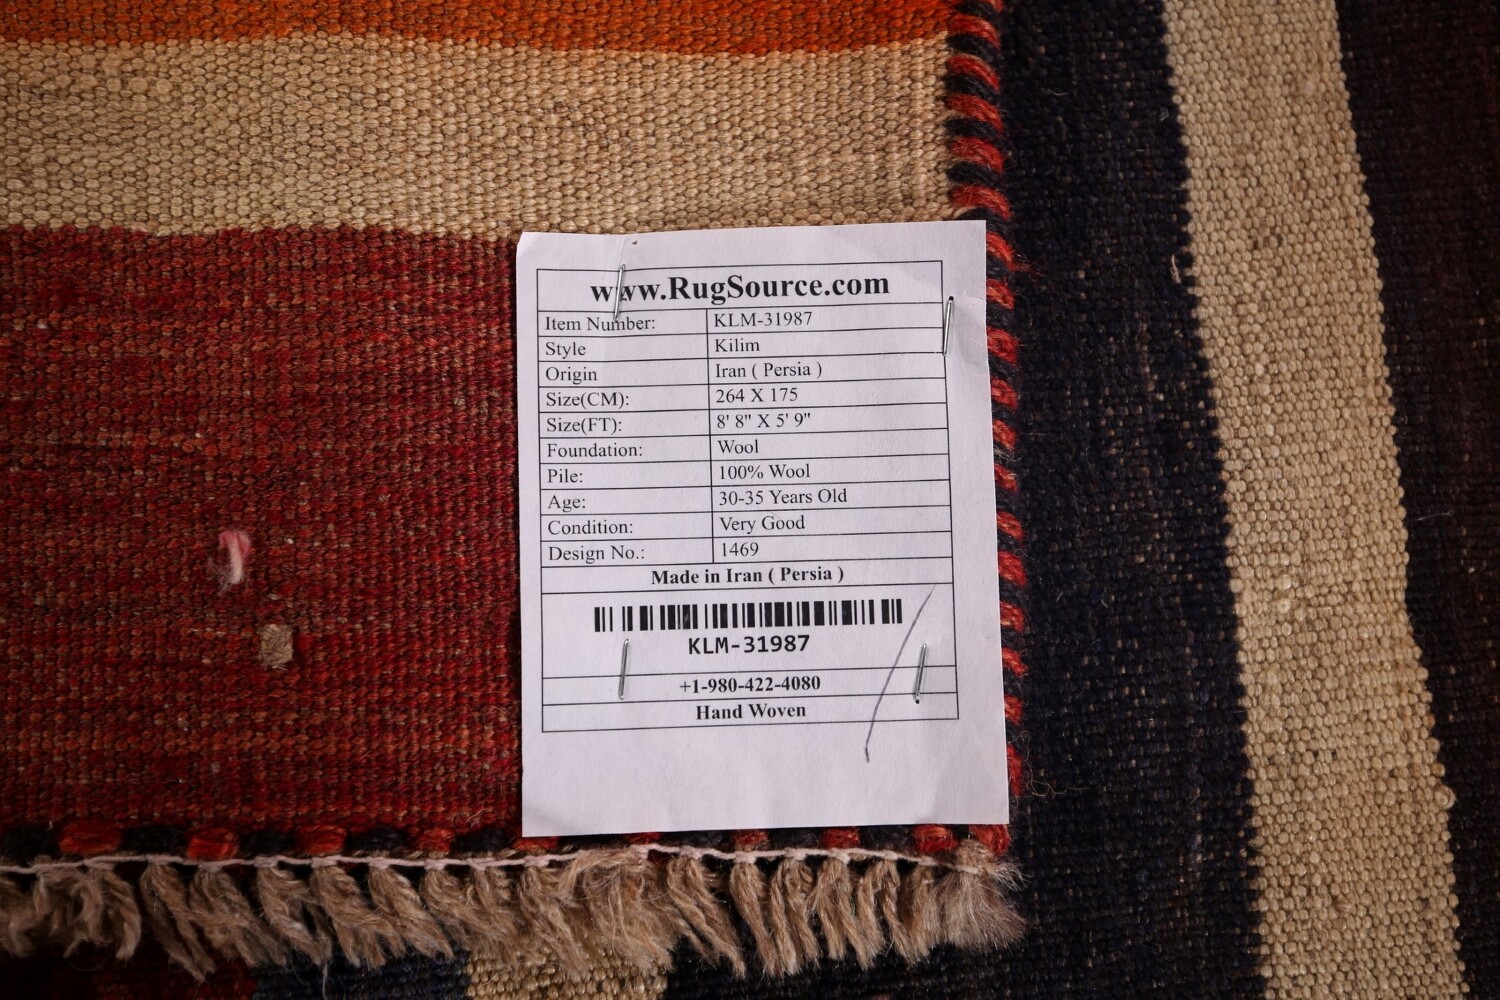 www.RugSource.com
Item Number: KLM-31987
Style Kilim
Origin Iran ( Persia )
Size(CM): 264 X 175
Size(FT): 8' 8" X 5' 9"
Foundation: Wool
Pile: 100% Wool
Age: 30-35 Years Old
Condition: Very Good
Design No.: 1469
Made in Iran ( Persia )
KLM-31987
+1-980-422-4080
Hand Woven